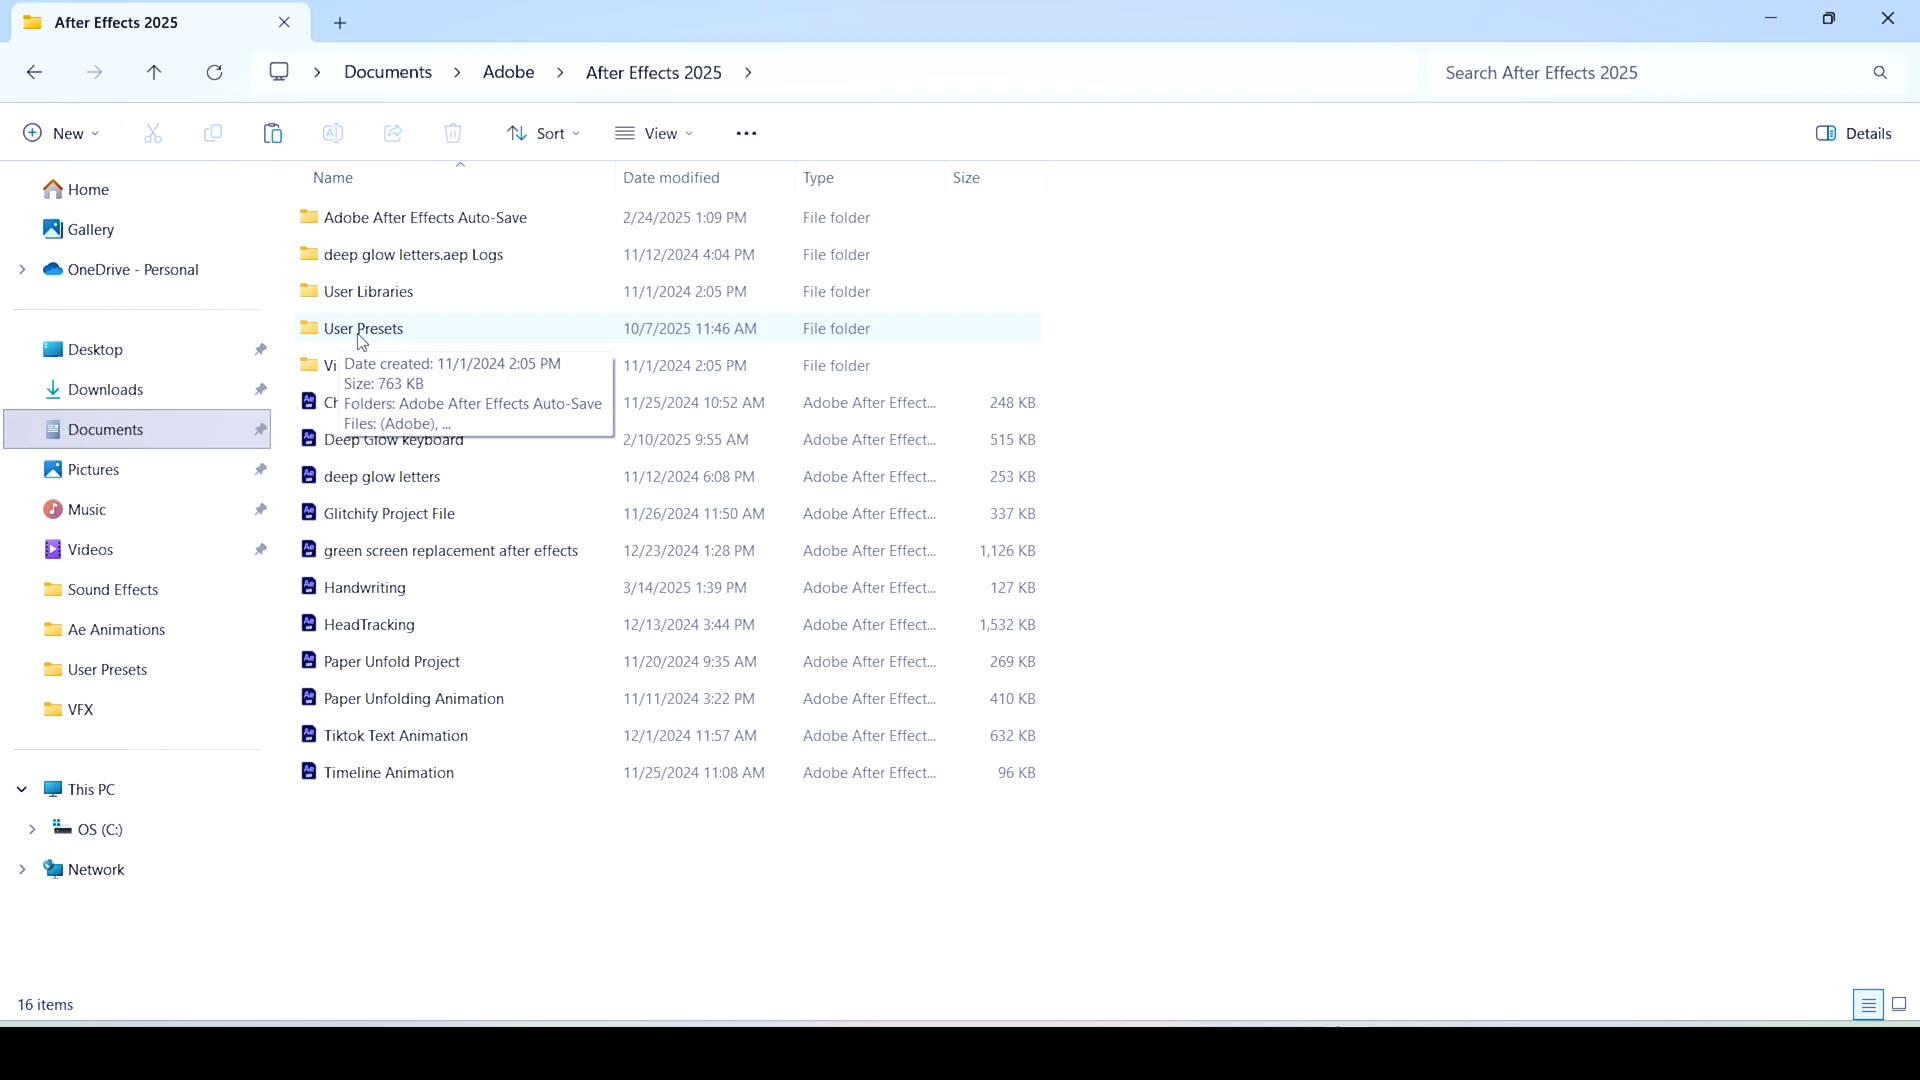 After Effects 2025
Documents > Adobe > After Effects 2025 >
Search After Effects 2025
New
Sort
View
Details
Name Date modified Type Size
Home
Gallery
OneDrive - Personal
Desktop
Downloads
Documents
Pictures
Music
Videos
Sound Effects
Ae Animations
User Presets
VFX
This PC
OS (C:)
Network
Adobe After Effects Auto-Save 2/24/2025 1:09 PM File folder
deep glow letters.aep Logs 11/12/2024 4:04 PM File folder
User Libraries 11/1/2024 2:05 PM File folder
User Presets 10/7/2025 11:46 AM File folder
Vi 11/1/2024 2:05 PM File folder
Date created: 11/1/2024 2:05 PM
Size: 763 KB
Folders: Adobe After Effects Auto-Save
Files: (Adobe), ...
Ch 11/25/2024 10:52 AM Adobe After Effect... 248 KB
Deep Glow keyboard 2/10/2025 9:55 AM Adobe After Effect... 515 KB
deep glow letters 11/12/2024 6:08 PM Adobe After Effect... 253 KB
Glitchify Project File 11/26/2024 11:50 AM Adobe After Effect... 337 KB
green screen replacement after effects 12/23/2024 1:28 PM Adobe After Effect... 1,126 KB
Handwriting 3/14/2025 1:39 PM Adobe After Effect... 127 KB
HeadTracking 12/13/2024 3:44 PM Adobe After Effect... 1,532 KB
Paper Unfold Project 11/20/2024 9:35 AM Adobe After Effect... 269 KB
Paper Unfolding Animation 11/11/2024 3:22 PM Adobe After Effect... 410 KB
Tiktok Text Animation 12/1/2024 11:57 AM Adobe After Effect... 632 KB
Timeline Animation 11/25/2024 11:08 AM Adobe After Effect... 96 KB
16 items